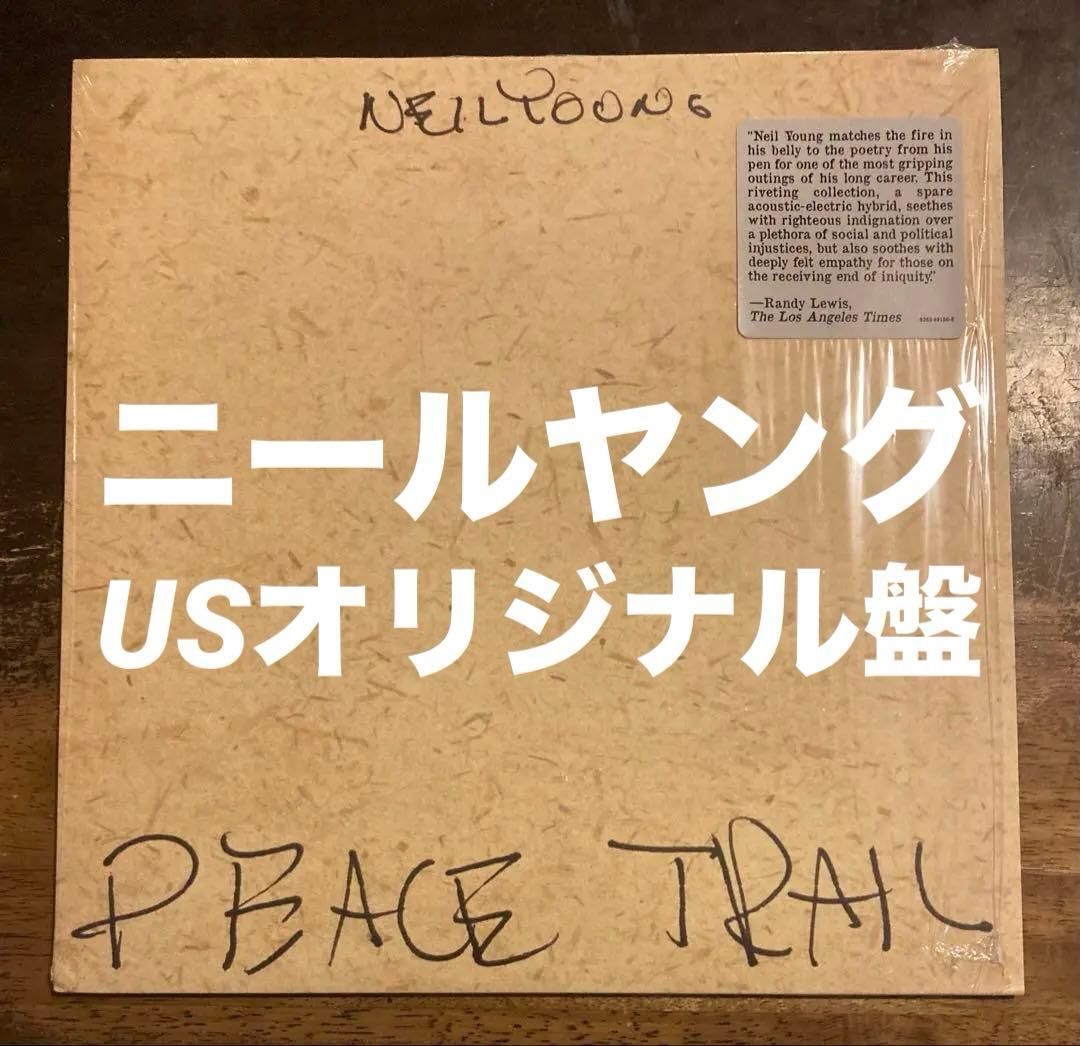 NEIL YOUNG
"Neil Young matches the fire in
his belly to the poetry from his
pen for one of the most gripping
outings of his long career. This
riveting collection, a spare
acoustic-electric hybrid, seethes
with righteous indignation over
a plethora of social and political
injustices, but also soothes with
deeply felt empathy for those on
the receiving end of iniquity."
—Randy Lewis,
The Los Angeles Times
ニールヤング
USオリジナル盤
PEACE TRAIL